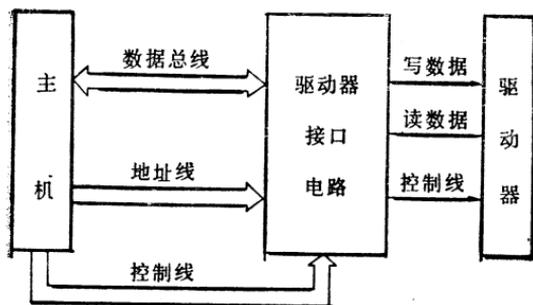 主机
数据总线
地址线
控制线
驱动器
接口
电路
写数据
读数据
控制线
驱动器